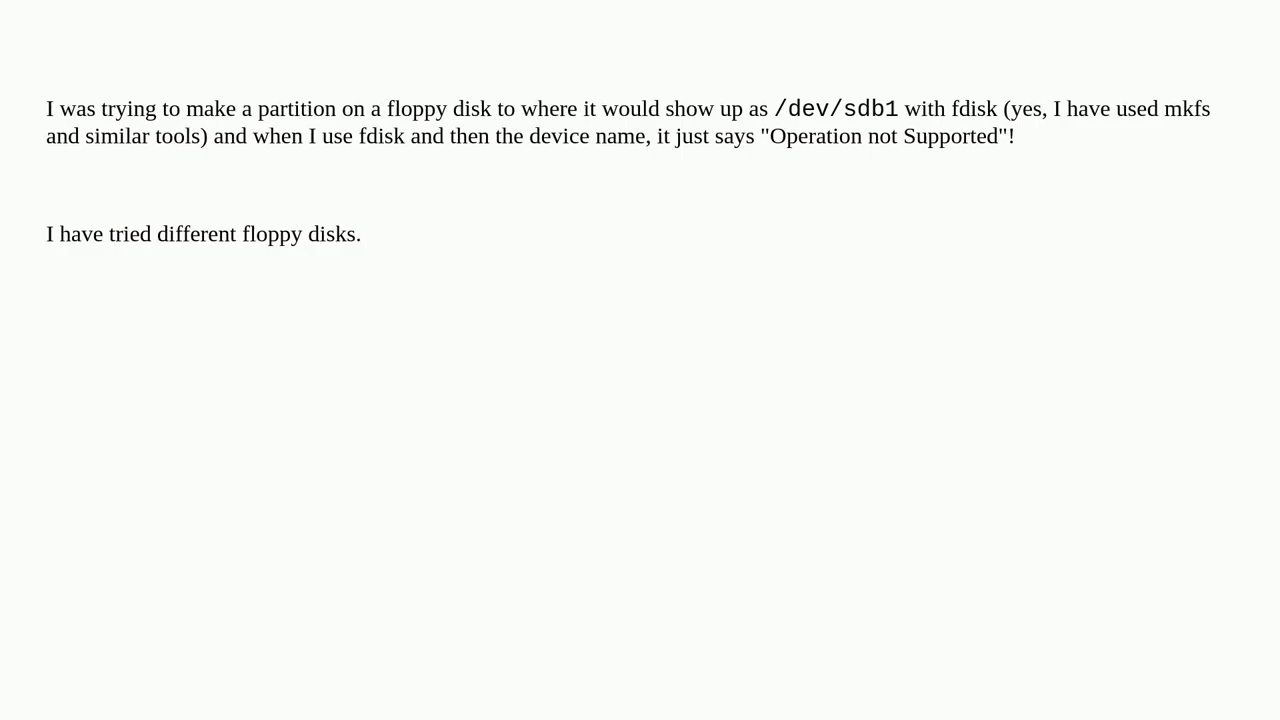 I was trying to make a partition on a floppy disk to where it would show up as /dev/sdb1 with fdisk (yes, I have used mkfs
and similar tools) and when I use fdisk and then the device name, it just says "Operation not Supported"!
I have tried different floppy disks.